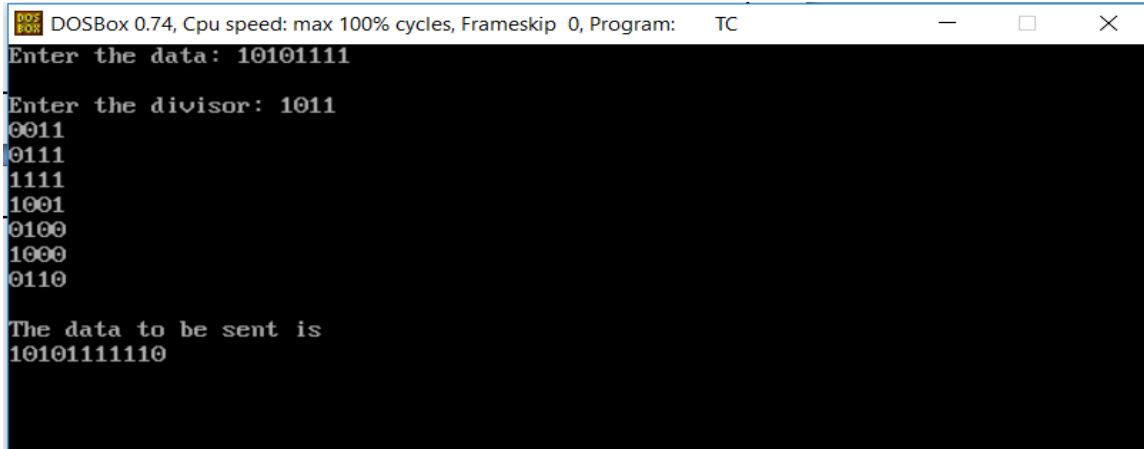 DOSBox 0.74, Cpu speed: max 100% cycles, Frameskip 0, Program: TC
Enter the data: 10101111
Enter the divisor: 1011
0011
0111
1111
1001
0100
1000
0110
The data to be sent is
10101111110